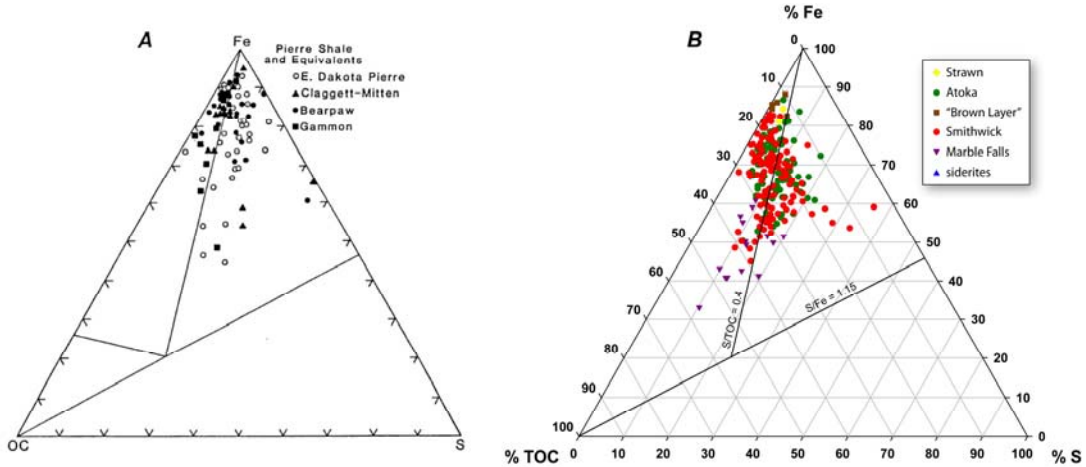 A
Fe
Pierre Shale
and Equivalents
E. Dakota Pierre
Claggett-Mitten
Bearpaw
Gammon
OC
S
B
% Fe
0
100
10
90
20
80
30
70
40
60
50
50
60
40
70
30
80
20
90
10
100
0
S/TOC = 0.4
S/Fe = 1.15
% TOC
0
10
20
30
40
50
60
70
80
90
100
% S
Strawn
Atoka
"Brown Layer"
Smithwick
Marble Falls
siderites